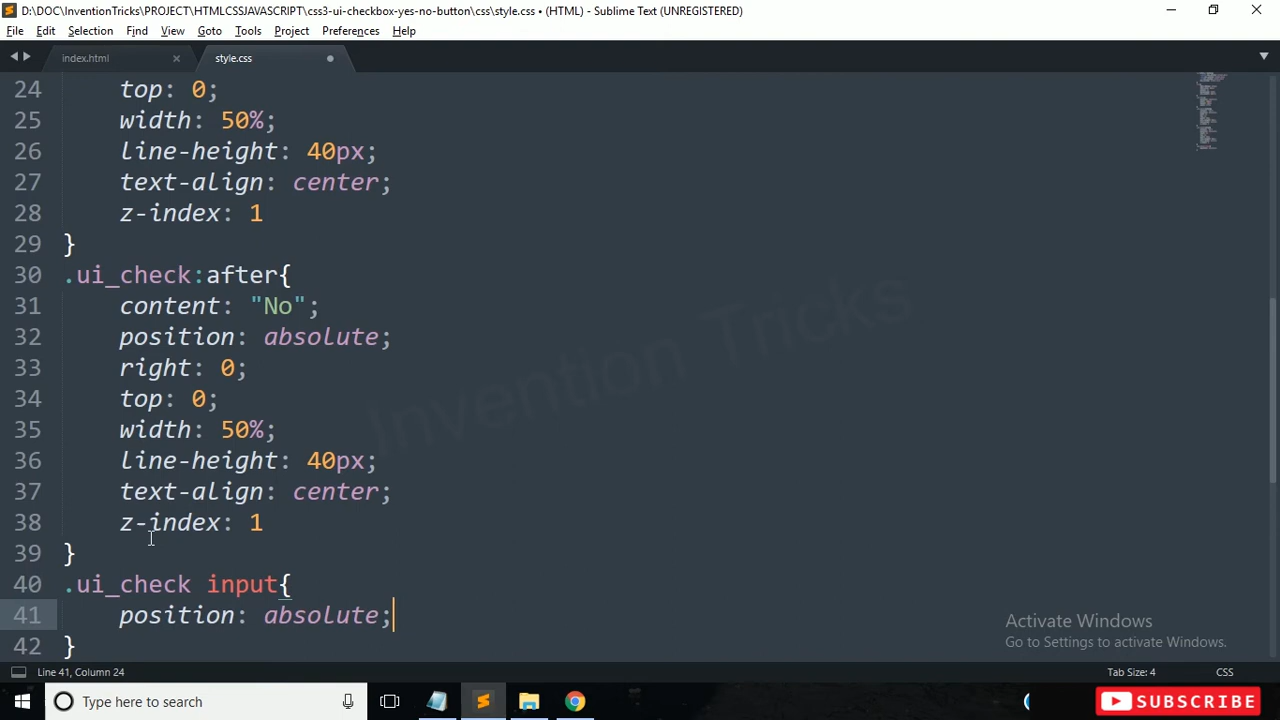 D:\DOC\InventionTricks\PROJECT\HTMLCSSJAVASCRIPT\css3-ui-checkbox-yes-no-button\css\style.css • (HTML) - Sublime Text (UNREGISTERED)
File Edit Selection Find View Goto Tools Project Preferences Help
index.html style.css
24 top: 0;
25 width: 50%;
26 line-height: 40px;
27 text-align: center;
28 z-index: 1
29 }
30 .ui_check:after{
31 content: "No";
32 position: absolute;
33 right: 0;
34 top: 0;
35 width: 50%;
36 line-height: 40px;
37 text-align: center;
38 z-index: 1
39 }
40 .ui_check input{
41 position: absolute;
42 }
Invention Tricks
Activate Windows
Go to Settings to activate Windows.
Line 41, Column 24 Tab Size: 4 CSS
Type here to search
SUBSCRIBE